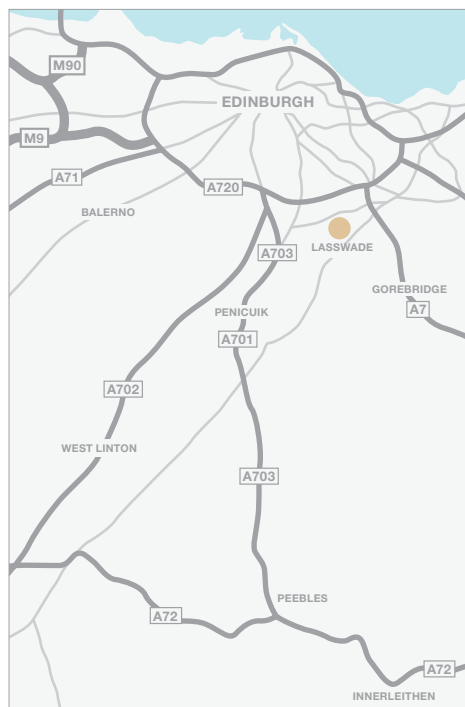 M90
EDINBURGH
M9
A71
A720
BALERNO
A703
LASSWADE
GOREBRIDGE
A7
PENICUIK
A701
A702
WEST LINTON
A703
PEEBLES
A72
A72
INNERLEITHEN